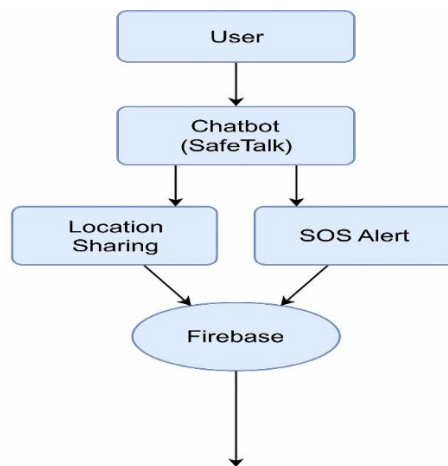 User
Chatbot
(SafeTalk)
Location
Sharing
SOS Alert
Firebase